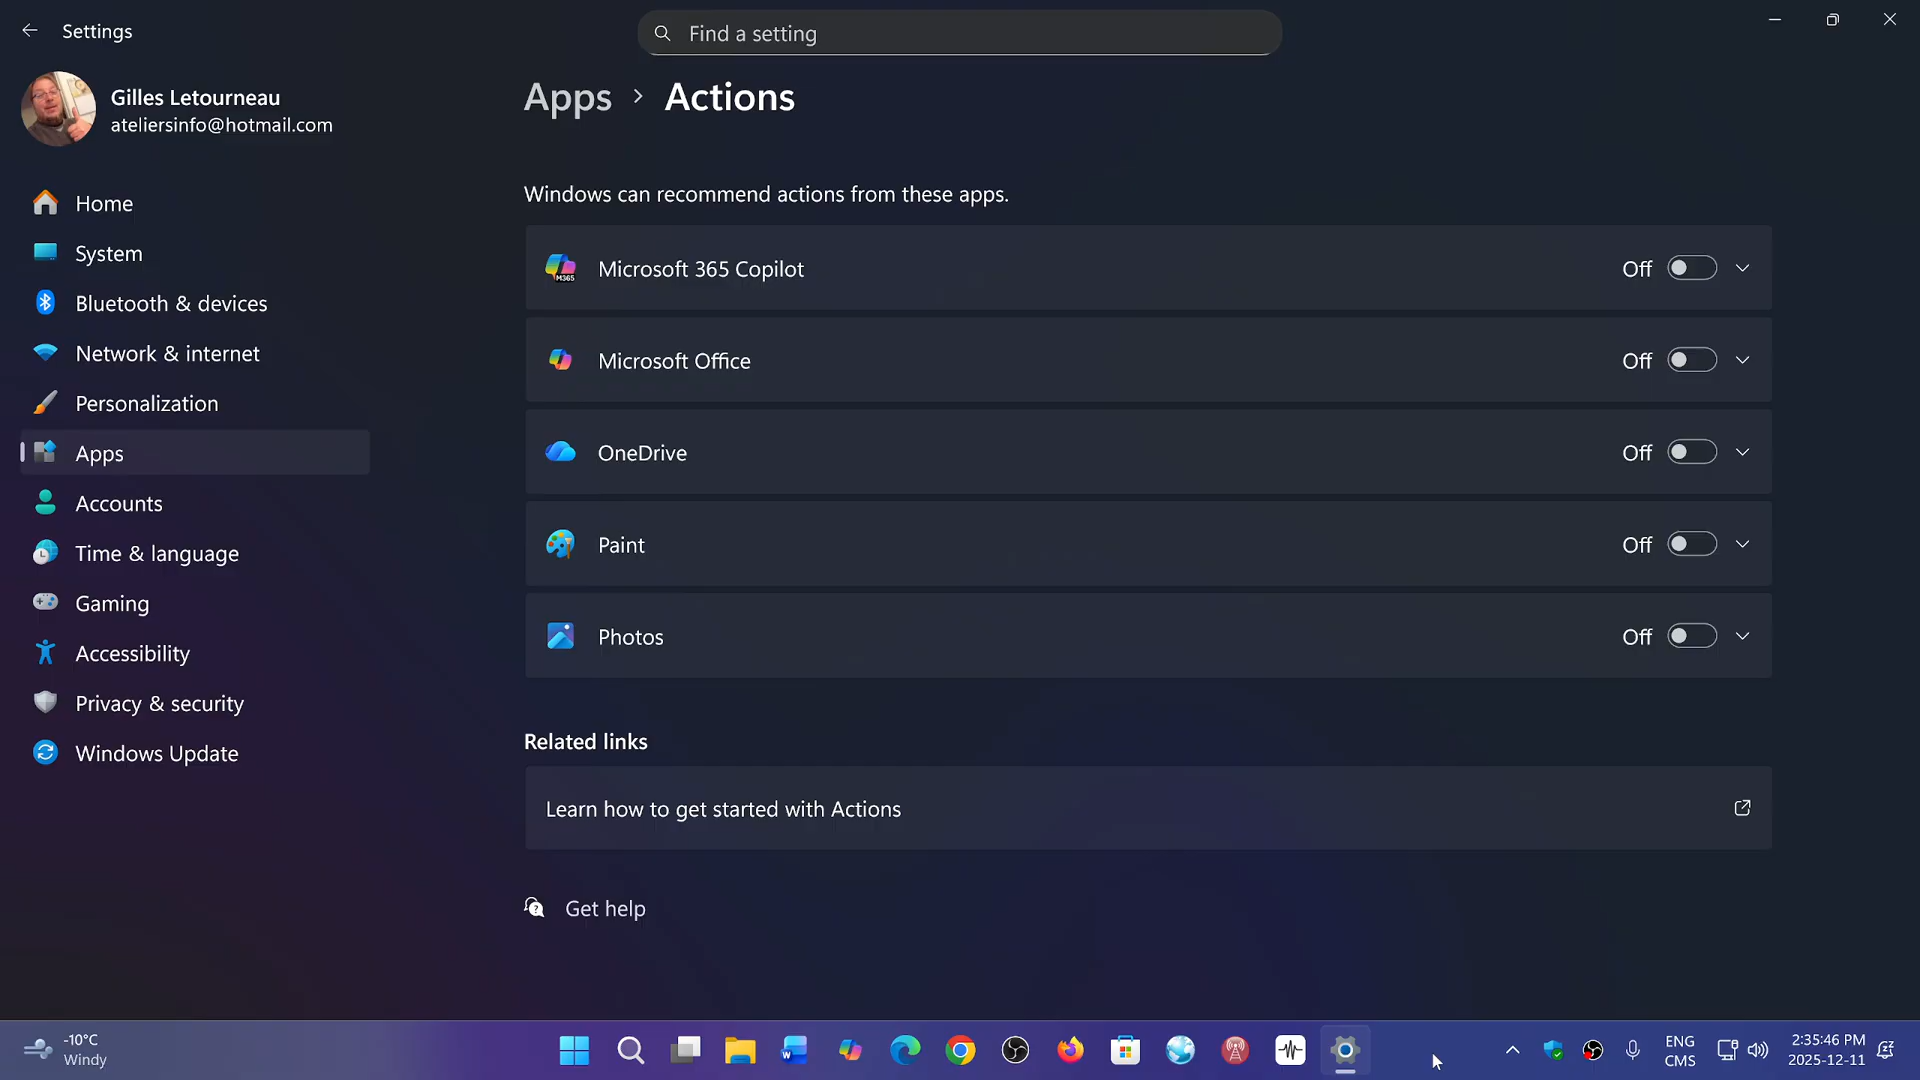 Settings
Find a setting
Gilles Letourneau
ateliersinfo@hotmail.com
Home
System
Bluetooth & devices
Network & internet
Personalization
Apps
Accounts
Time & language
Gaming
Accessibility
Privacy & security
Windows Update
Apps > Actions
Windows can recommend actions from these apps.
M365
Microsoft 365 Copilot Off
Microsoft Office Off
OneDrive Off
Paint Off
Photos Off
Related links
Learn how to get started with Actions
Get help
-10°C
Windy
ENG
CMS
2:35:46 PM
2025-12-11